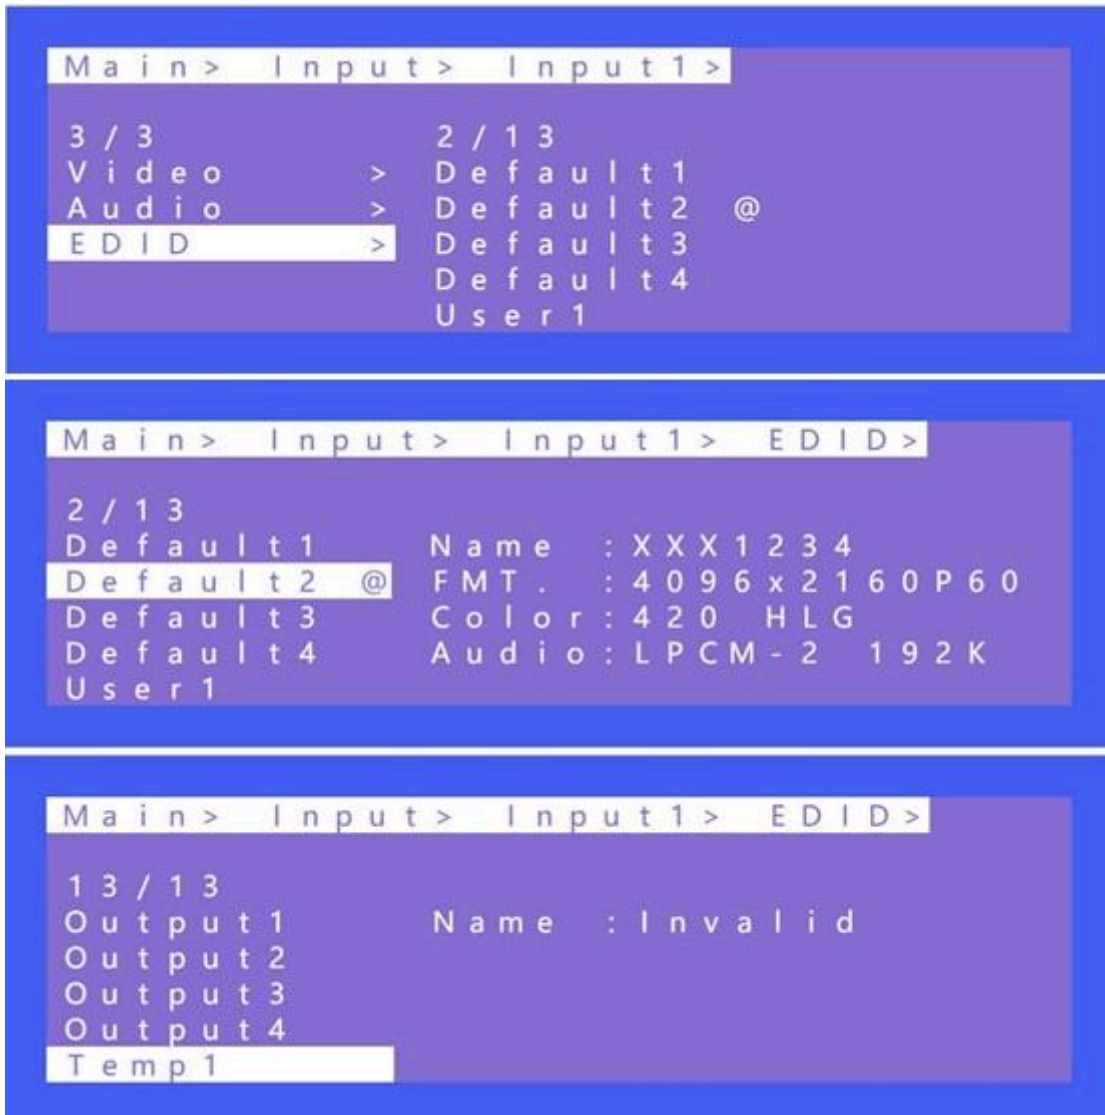 Main> Input> Input1>
3/3 2/13
Video > Default1
Audio > Default2 @
EDID > Default3
Default4
User1
Main> Input> Input1> EDID>
2/13
Default1 Name :XXX1234
Default2 @ FMT. :4096x2160P60
Default3 Color:420 HLG
Default4 Audio:LPCM-2 192K
User1
Main> Input> Input1> EDID>
13/13
Output1 Name :Invalid
Output2
Output3
Output4
Temp1